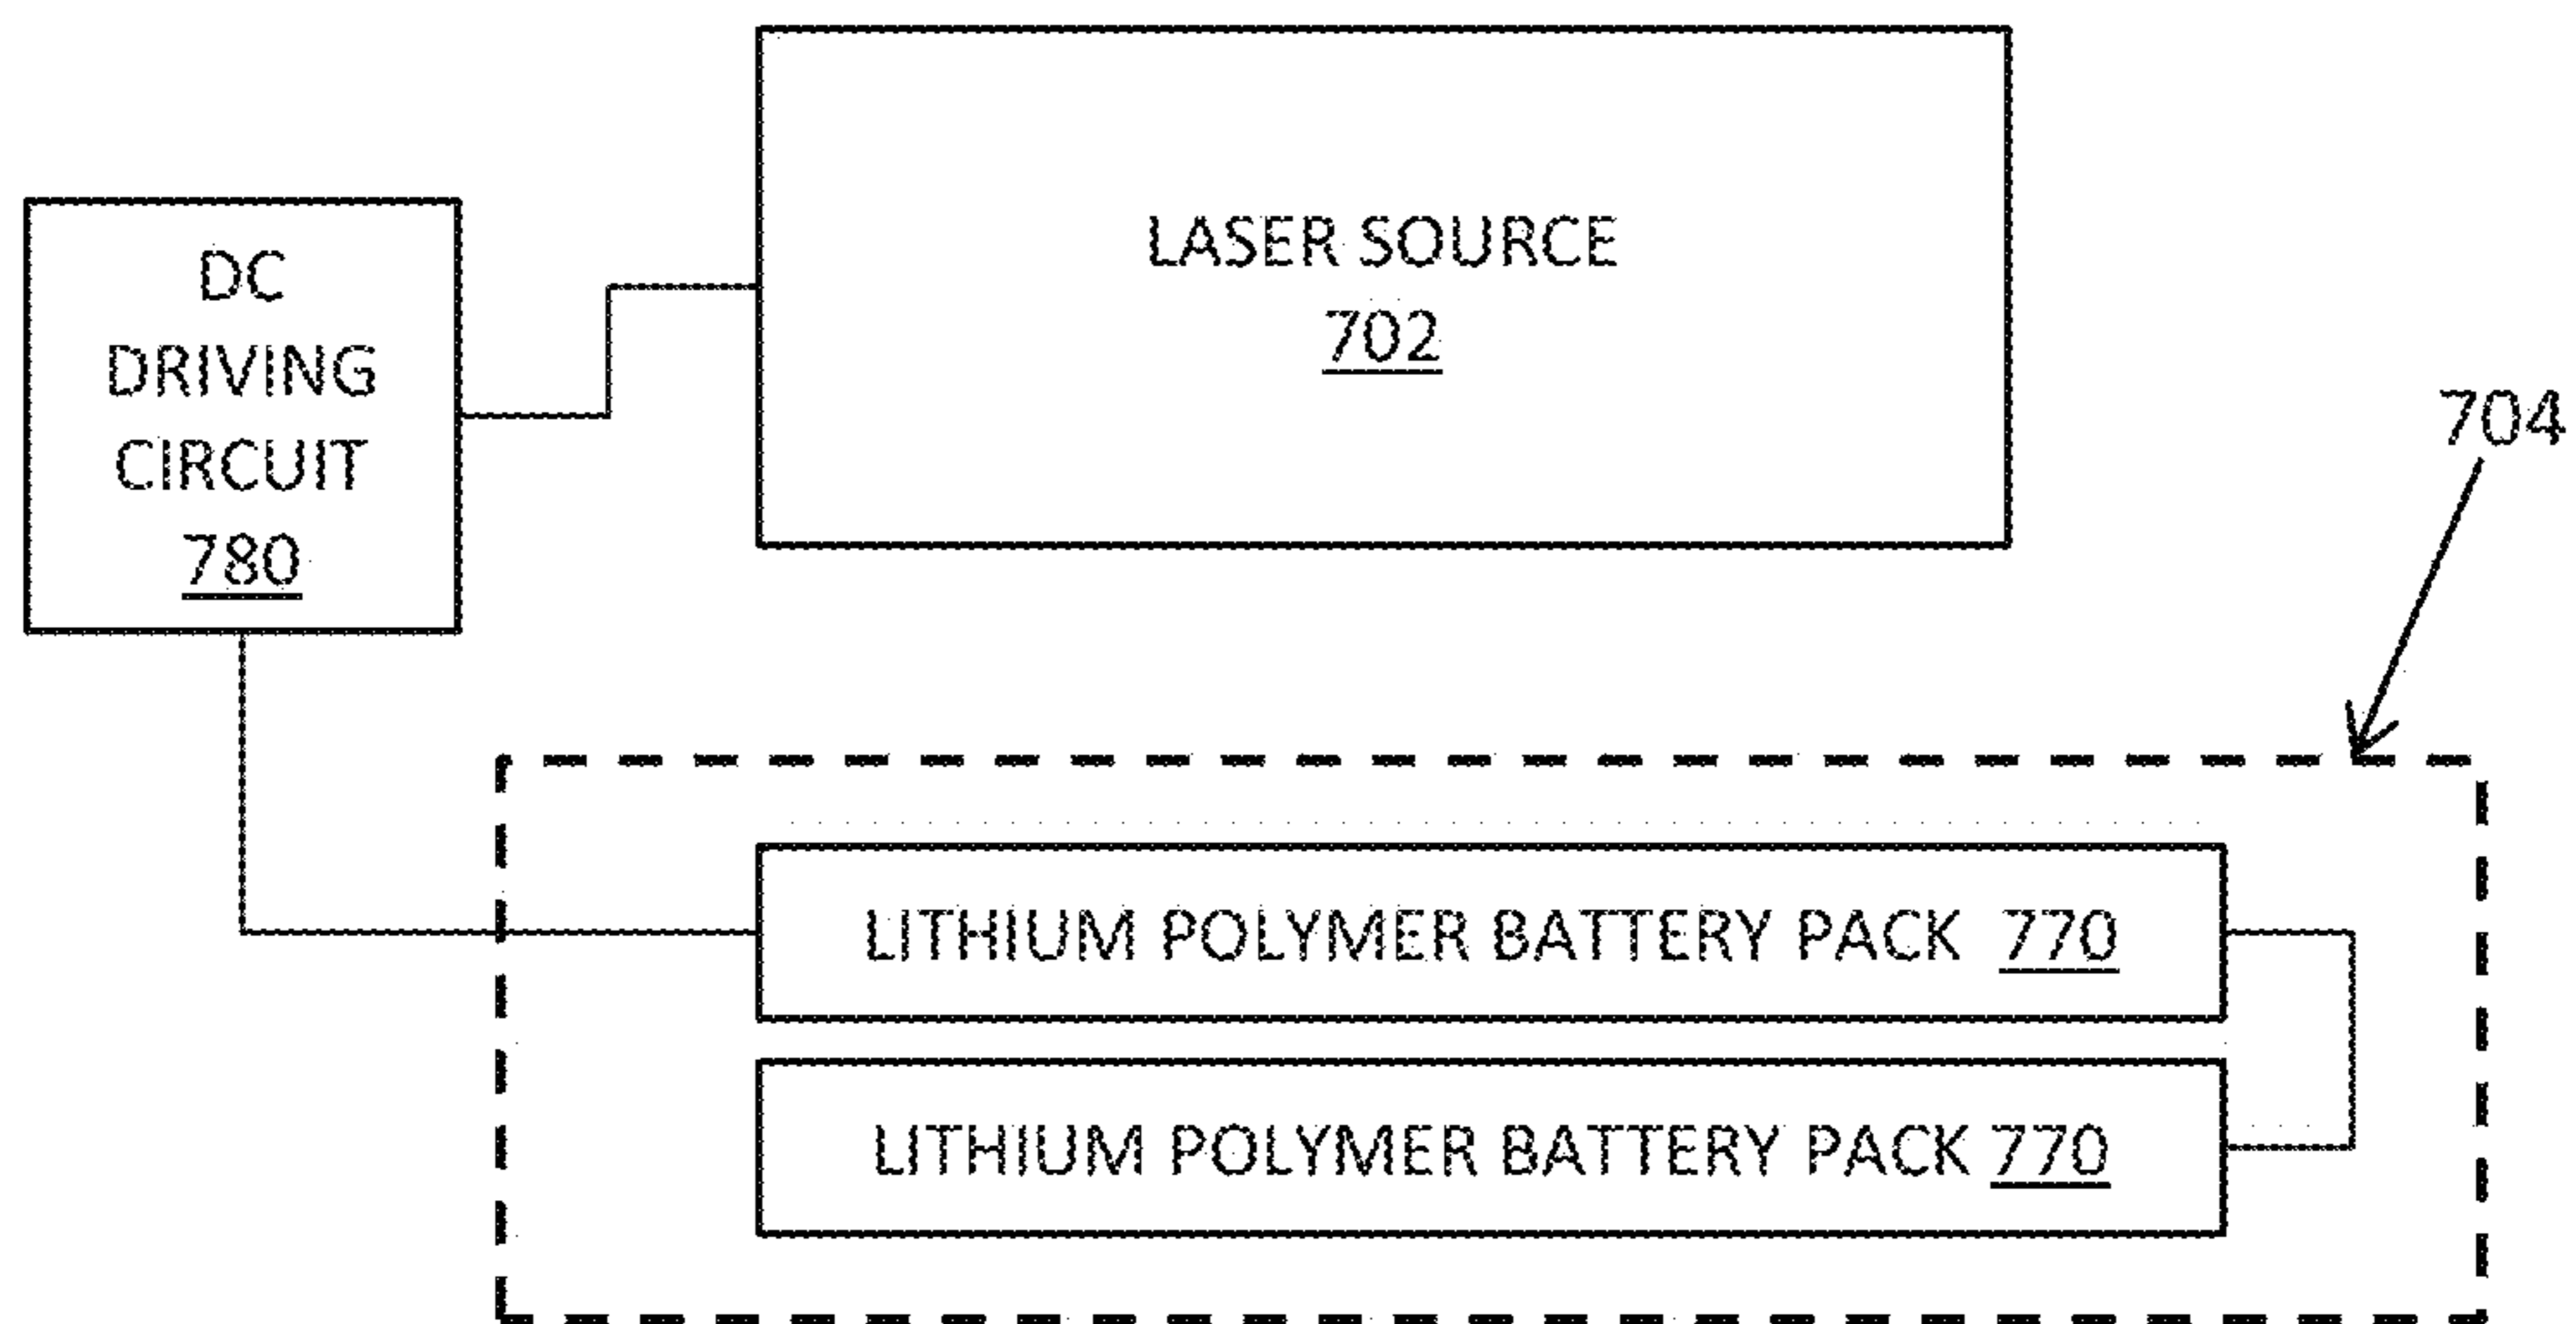 DC
DRIVING
CIRCUIT
780
LASER SOURCE
702
704
LITHIUM POLYMER BATTERY PACK 770
LITHIUM POLYMER BATTERY PACK 770